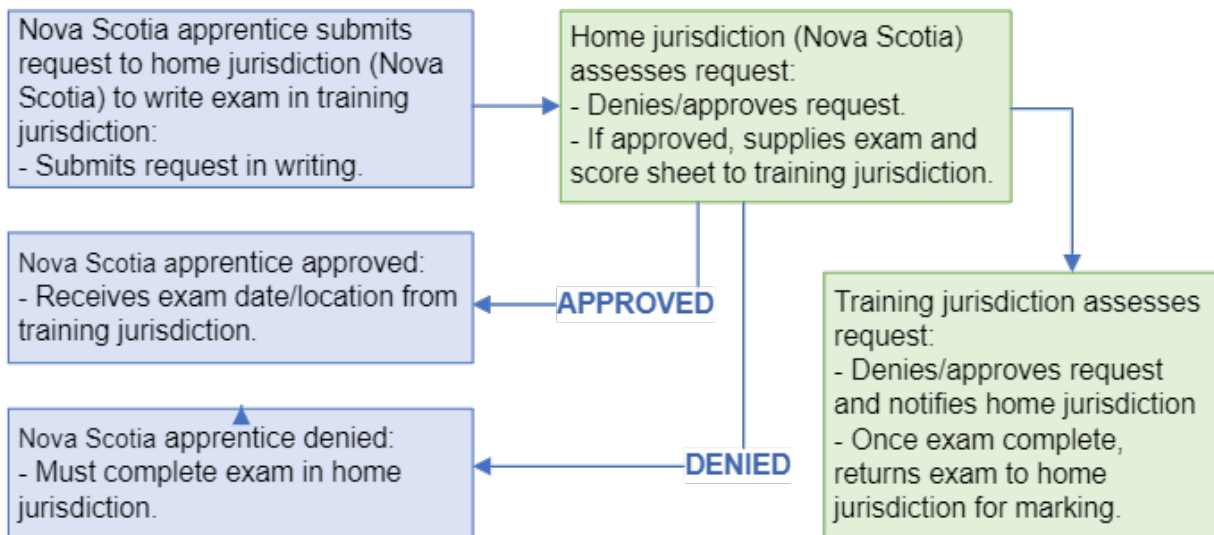 Nova Scotia apprentice submits
request to home jurisdiction (Nova
Scotia) to write exam in training
jurisdiction:
- Submits request in writing.
Home jurisdiction (Nova Scotia)
assesses request:
- Denies/approves request.
- If approved, supplies exam and
score sheet to training jurisdiction.
Nova Scotia apprentice approved:
- Receives exam date/location from
training jurisdiction.
APPROVED
Training jurisdiction assesses
request:
- Denies/approves request
and notifies home jurisdiction
- Once exam complete,
returns exam to home
jurisdiction for marking.
Nova Scotia apprentice denied:
- Must complete exam in home
jurisdiction.
DENIED